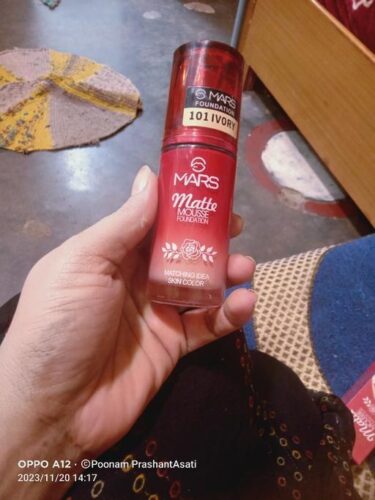 MARS
FOUNDATION
101 IVORY
MARS
Matte
MOUSSE
FOUNDATION
MATCHING IDEA
SKIN COLOR
OPPO A12 · ©Poonam PrashantAsati
2023/11/20 14:17